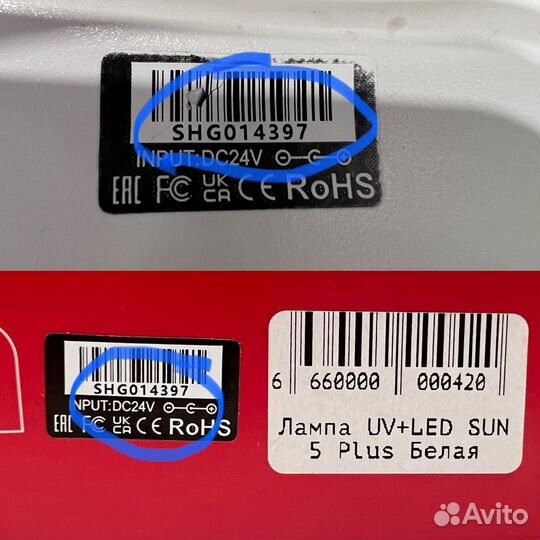 SHG014397
INPUT:DC24V
EAC FC UK CA CE RoHS
SHG014397
INPUT:DC24V
EAC FC UK CA CE RoHS
6 660000 000420
Лампа UV+LED SUN
5 Plus Белая
Avito